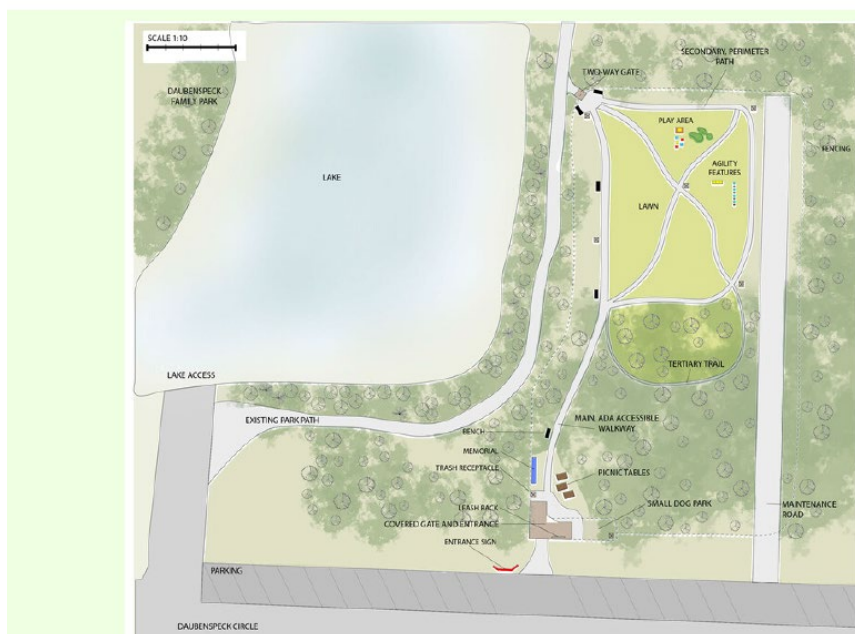 SCALE 1:10
SECONDARY, PERIMETER
PATH
TWO-WAY GATE
DAUBENSPECK
FAMILY PARK
PLAY AREA
FENCING
AGILITY
FEATURES
LAKE
LAWN
LAKE ACCESS
TERTIARY TRAIL
EXISTING PARK PATH
MAIN, ADA ACCESSIBLE
WALKWAY
BENCH
MEMORIAL
TRASH RECEPTACLE
PICNIC TABLES
LEASH RACK
SMALL DOG PARK
MAINTENANCE
ROAD
COVERED GATE AND ENTRANCE
ENTRANCE SIGN
PARKING
DAUBENSPECK CIRCLE